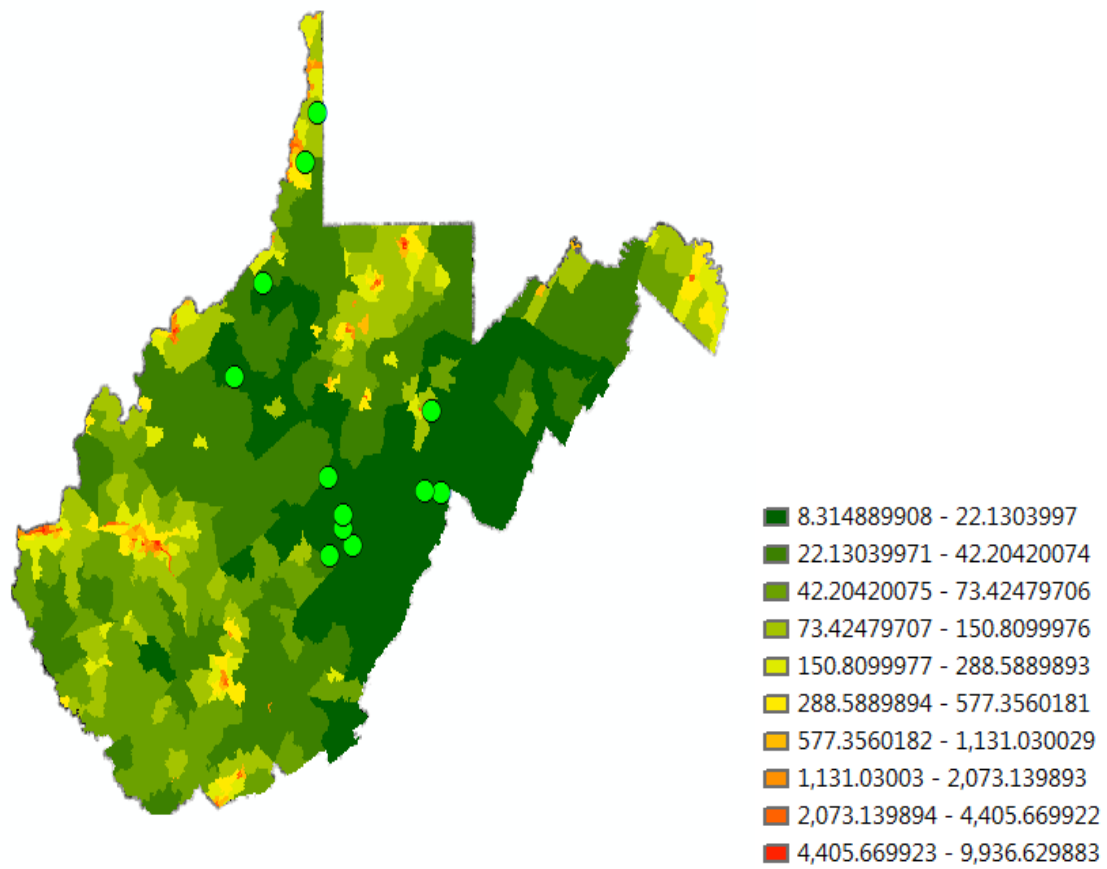 8.314889908 - 22.1303997
22.13039971 - 42.20420074
42.20420075 - 73.42479706
73.42479707 - 150.8099976
150.8099977 - 288.5889893
288.5889894 - 577.3560181
577.3560182 - 1,131.030029
1,131.03003 - 2,073.139893
2,073.139894 - 4,405.669922
4,405.669923 - 9,936.629883